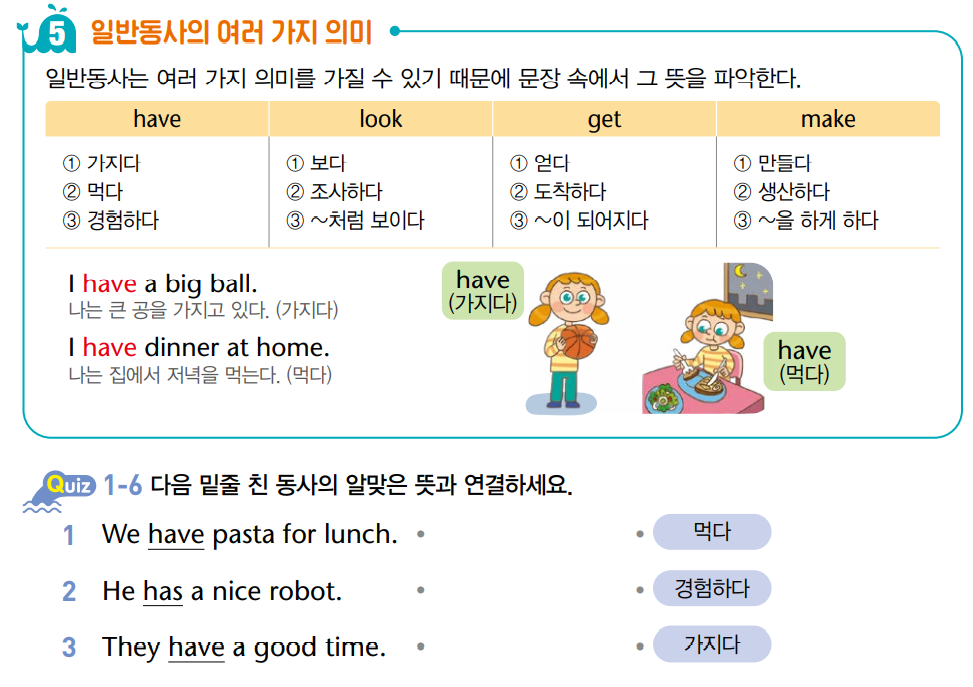 5 일반동사의 여러 가지 의미
일반동사는 여러 가지 의미를 가질 수 있기 때문에 문장 속에서 그 뜻을 파악한다.
have look get make
① 가지다 ① 보다 ① 얻다 ① 만들다
② 먹다 ② 조사하다 ② 도착하다 ② 생산하다
③ 경험하다 ③ ~처럼 보이다 ③ ~이 되어지다 ③ ~을 하게 하다
I have a big ball.
나는 큰 공을 가지고 있다. (가지다)
I have dinner at home.
나는 집에서 저녁을 먹는다. (먹다)
have
(가지다)
have
(먹다)
Quiz 1-6 다음 밑줄 친 동사의 알맞은 뜻과 연결하세요.
1 We have pasta for lunch. • • 먹다
2 He has a nice robot. • • 경험하다
3 They have a good time. • • 가지다